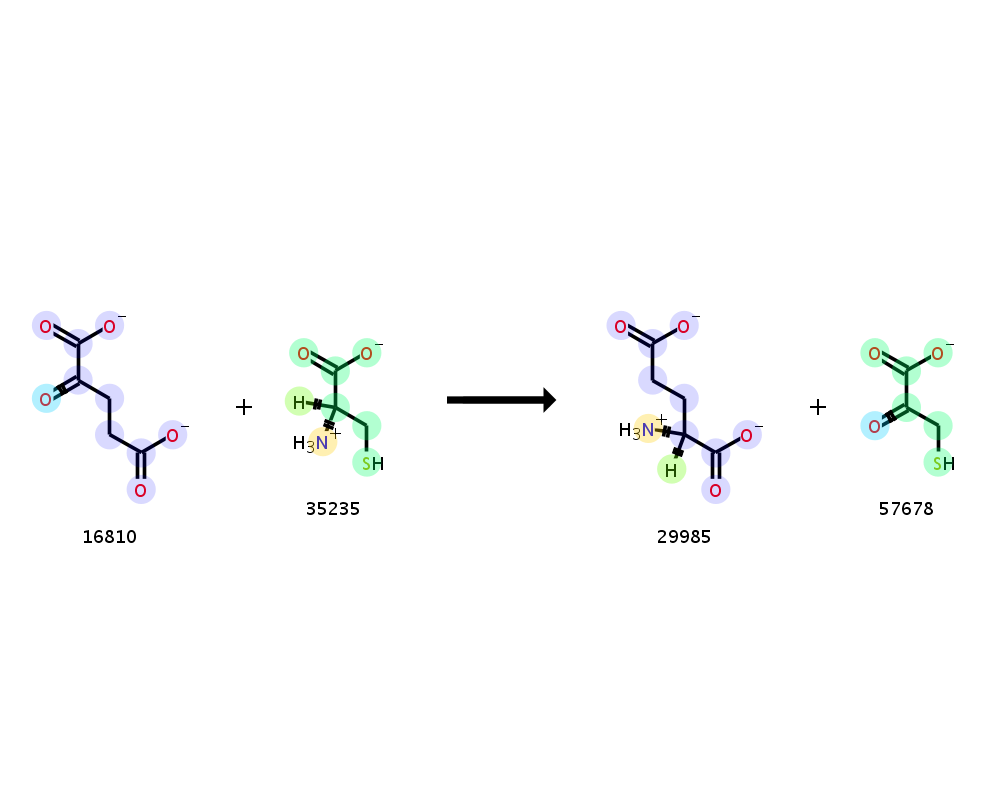 O O⁻ O O⁻
O O⁻ O O⁻ O O⁻
O + H H₃N⁺ H₃N⁺ H O⁻ + O
O SH O SH
35235 57678
16810 29985